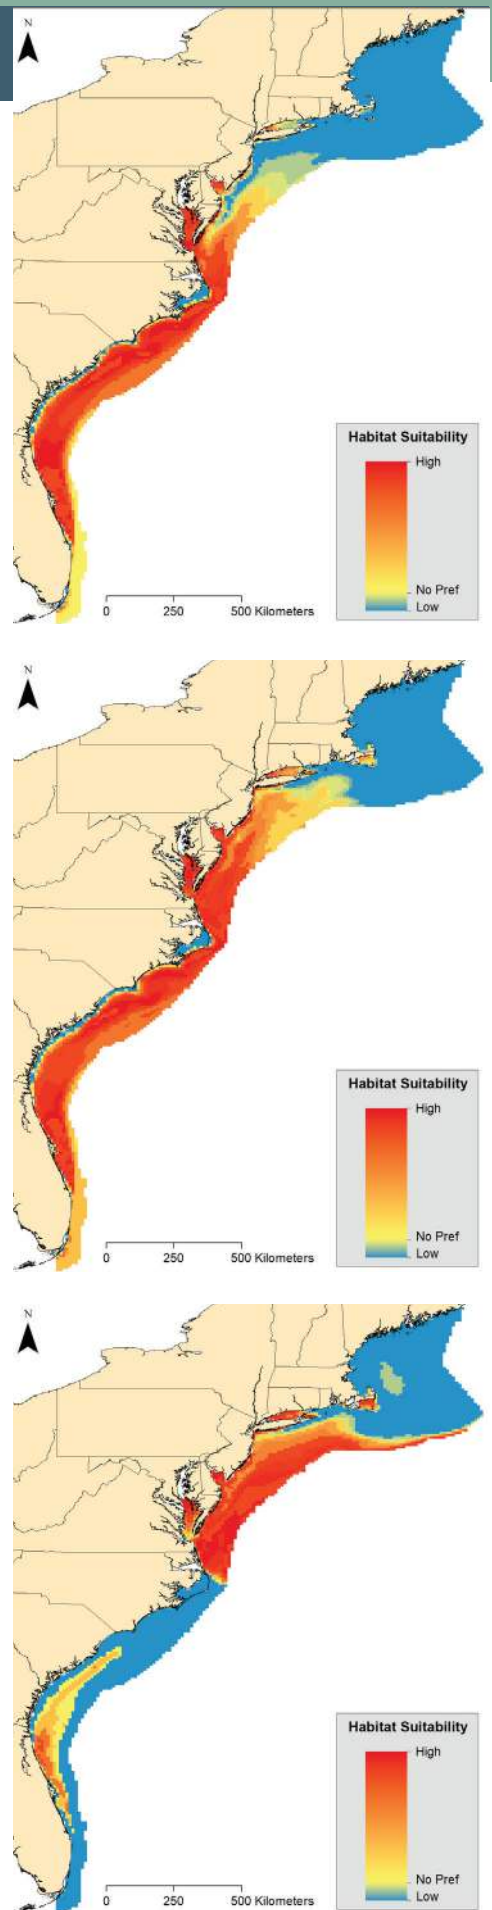 N
Habitat Suitability
High
No Pref
Low
0 250 500 Kilometers
N
Habitat Suitability
High
No Pref
Low
0 250 500 Kilometers
N
Habitat Suitability
High
No Pref
Low
0 250 500 Kilometers